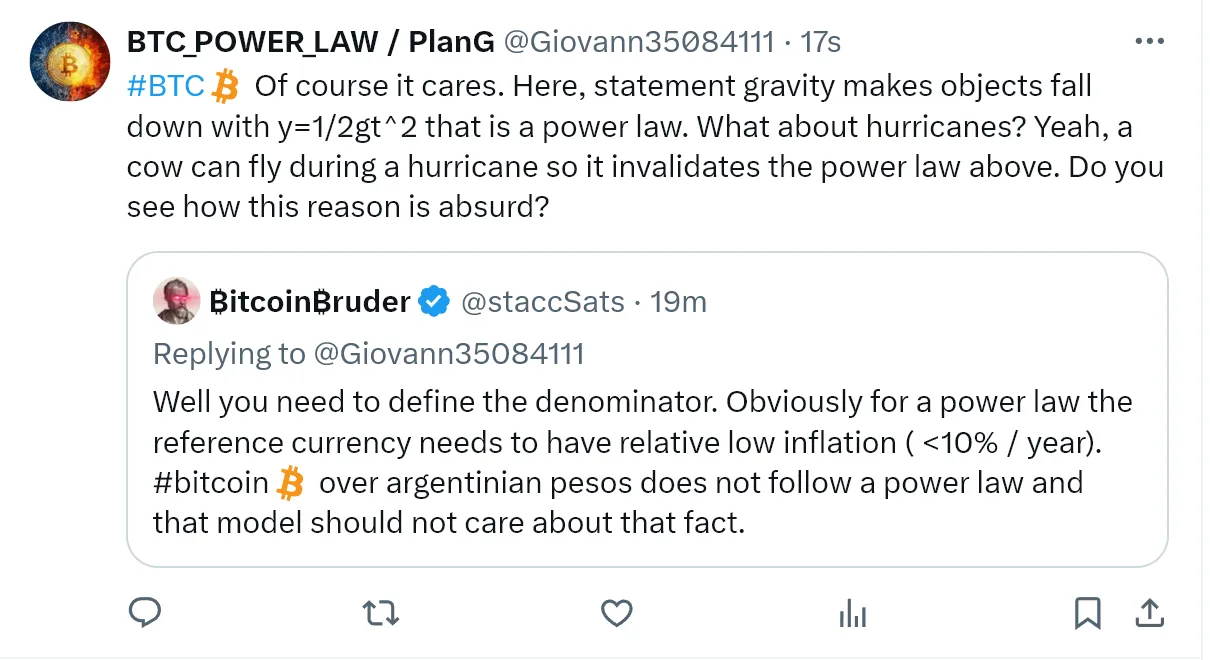 BTC_POWER_LAW / PlanG @Giovann35084111 · 17s
#BTC Of course it cares. Here, statement gravity makes objects fall
down with y=1/2gt^2 that is a power law. What about hurricanes? Yeah, a
cow can fly during a hurricane so it invalidates the power law above. Do you
see how this reason is absurd?
₿itcoin₿ruder @staccSats · 19m
Replying to @Giovann35084111
Well you need to define the denominator. Obviously for a power law the
reference currency needs to have relative low inflation ( <10% / year).
#bitcoin over argentinian pesos does not follow a power law and
that model should not care about that fact.